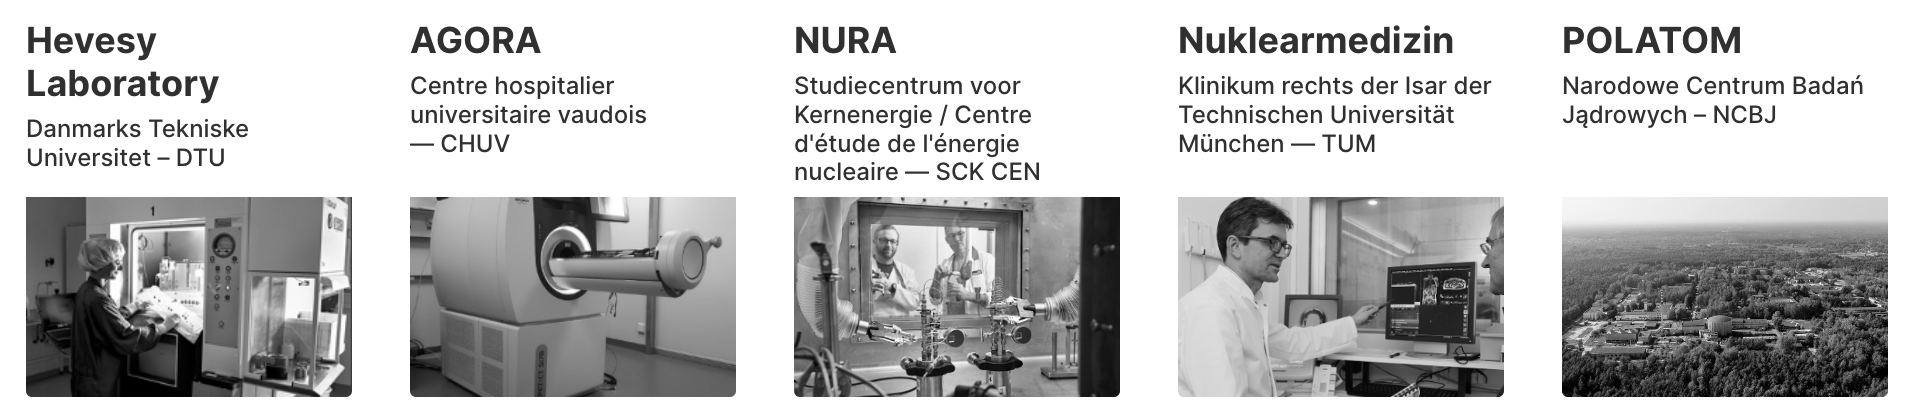 Hevesy
Laboratory
Danmarks Tekniske
Universitet – DTU
AGORA
Centre hospitalier
universitaire vaudois
— CHUV
NURA
Studiecentrum voor
Kernenergie / Centre
d'étude de l'énergie
nucleaire — SCK CEN
Nuklearmedizin
Klinikum rechts der Isar der
Technischen Universität
München — TUM
POLATOM
Narodowe Centrum Badań
Jądrowych – NCBJ
1